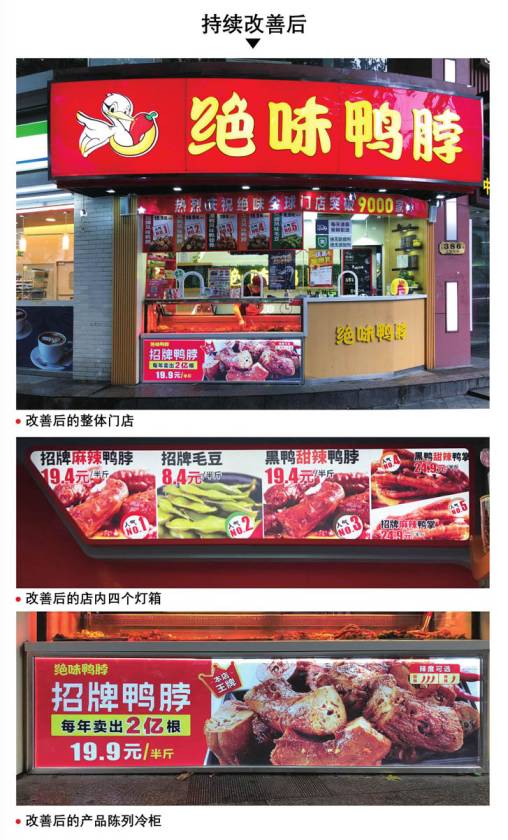 持续改善后
绝味鸭脖
热烈庆祝绝味全球门店突破9000家
386
绝味鸭脖
绝味鸭脖
招牌鸭脖
每年卖出2亿根
19.9元/半斤
• 改善后的整体门店
招牌麻辣鸭脖
19.4元/半斤
人气NO.1
招牌毛豆
8.4元/半斤
人气NO.2
黑鸭甜辣鸭脖
19.4元/半斤
人气NO.3
人气NO.4
黑鸭甜辣鸭掌
24.9元
招牌麻辣鸭掌
24.9元
人气NO.5
• 改善后的店内四个灯箱
绝味鸭脖
招牌鸭脖
每年卖出2亿根
19.9元/半斤
本店王牌
辣度可选
• 改善后的产品陈列冷柜